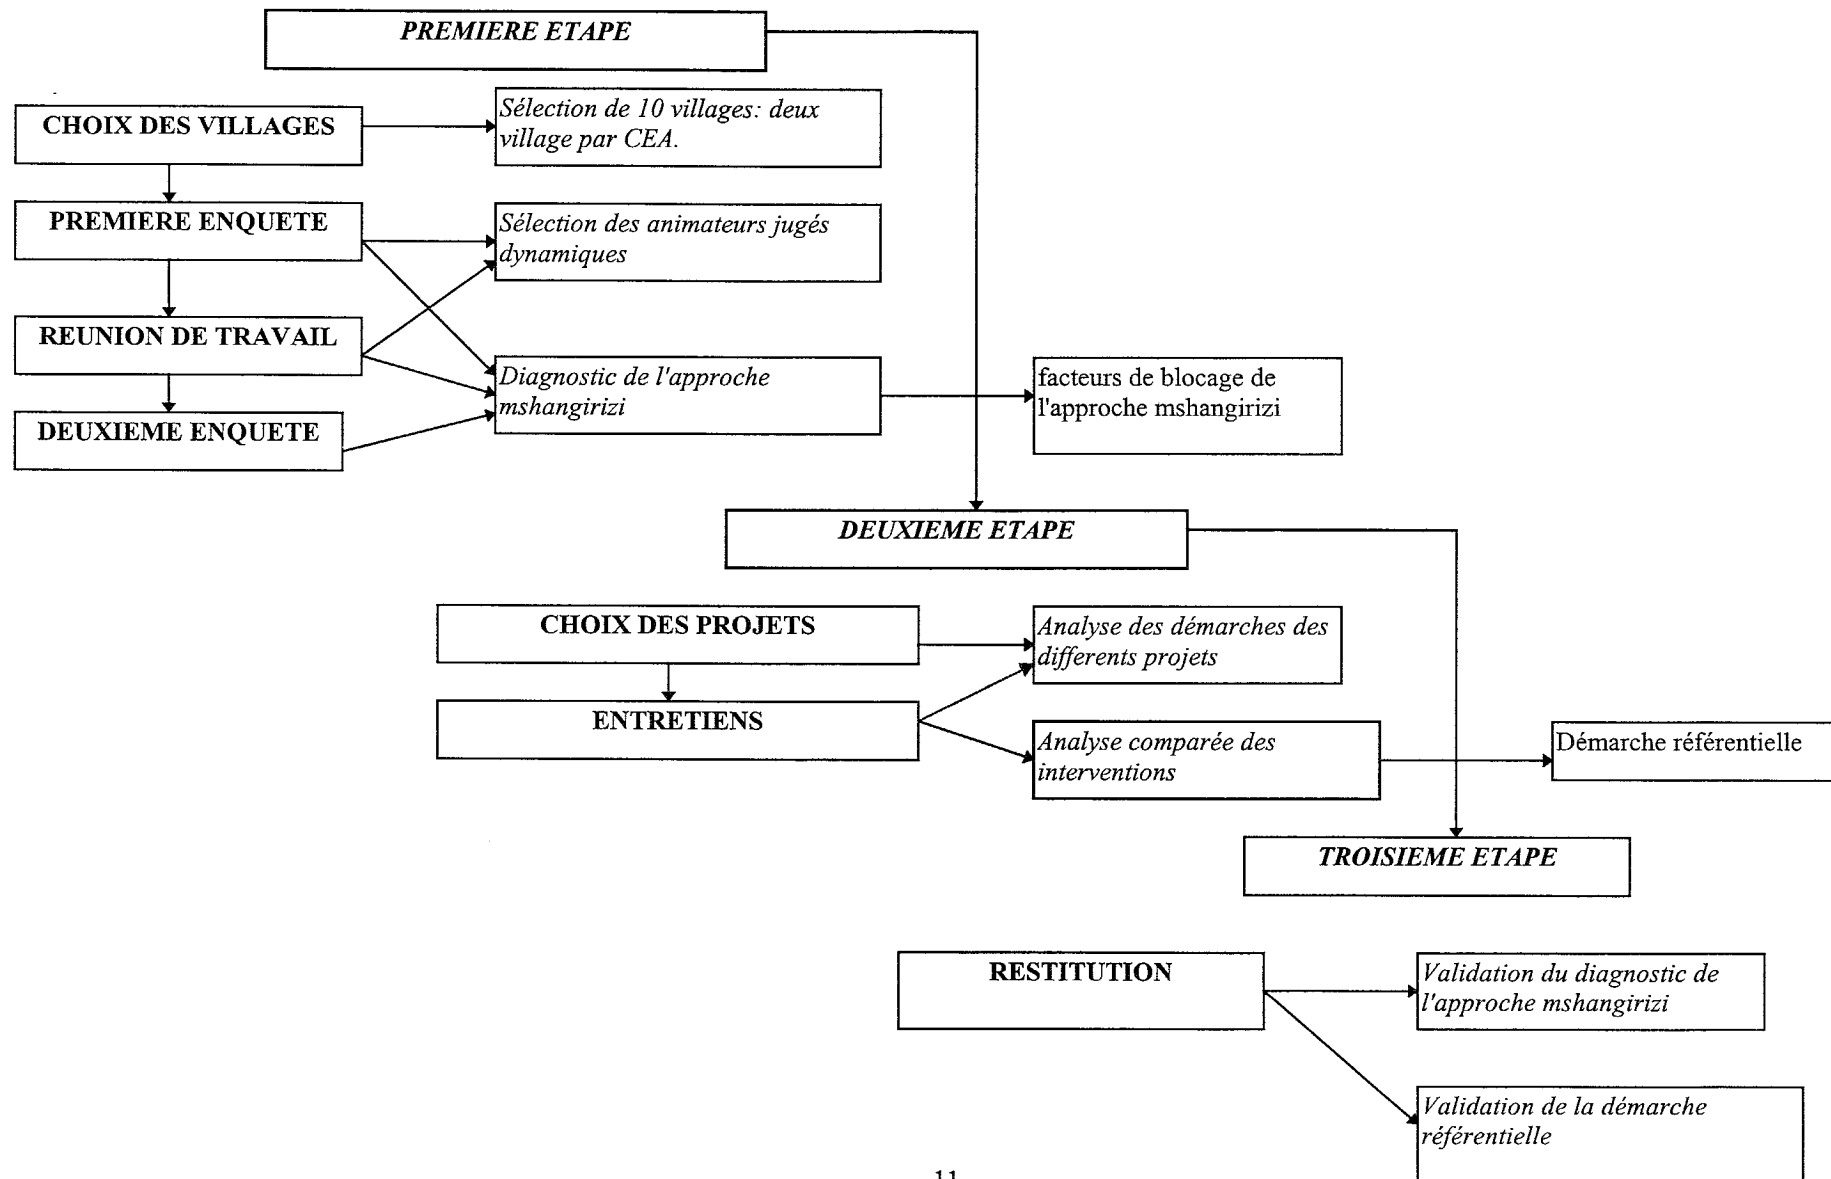 PREMIERE ETAPE
CHOIX DES VILLAGES
Sélection de 10 villages: deux
village par CEA.
PREMIERE ENQUETE
Sélection des animateurs jugés
dynamiques
REUNION DE TRAVAIL
Diagnostic de l'approche
mshangirizi
facteurs de blocage de
l'approche mshangirizi
DEUXIEME ENQUETE
DEUXIEME ETAPE
CHOIX DES PROJETS
Analyse des démarches des
differents projets
ENTRETIENS
Analyse comparée des
interventions
Démarche référentielle
TROISIEME ETAPE
RESTITUTION
Validation du diagnostic de
l'approche mshangirizi
Validation de la démarche
référentielle
11